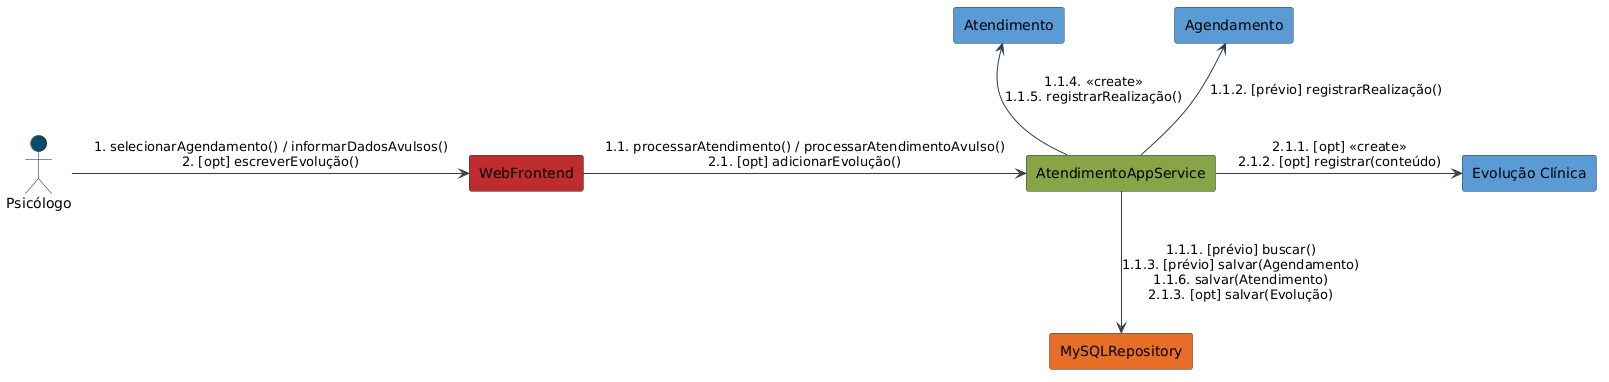 Atendimento
Agendamento
1.1.4. «create»
1.1.5. registrarRealização()
1.1.2. [prévio] registrarRealização()
1. selecionarAgendamento() / informarDadosAvulsos()
2. [opt] escreverEvolução()
1.1. processarAtendimento() / processarAtendimentoAvulso()
2.1. [opt] adicionarEvolução()
2.1.1. [opt] «create»
2.1.2. [opt] registrar(conteúdo)
Psicólogo
WebFrontend
AtendimentoAppService
Evolução Clínica
1.1.1. [prévio] buscar()
1.1.3. [prévio] salvar(Agendamento)
1.1.6. salvar(Atendimento)
2.1.3. [opt] salvar(Evolução)
MySQLRepository